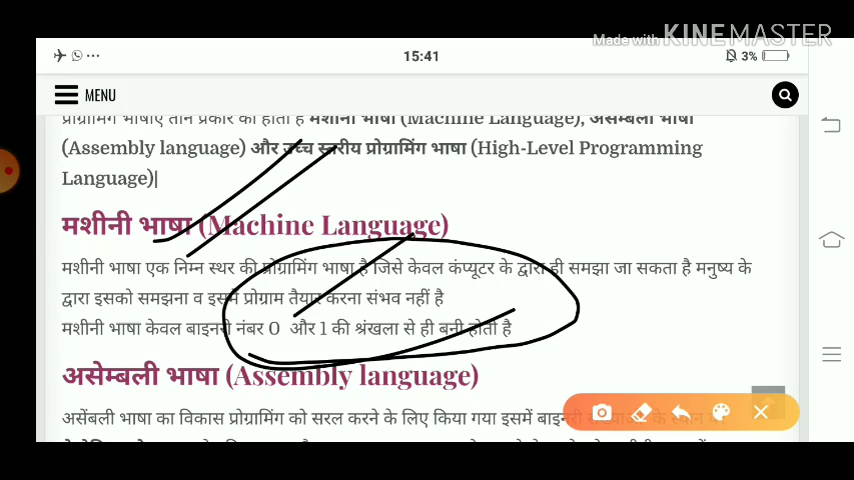 Made with KINEMASTER
15:41
3%
MENU
प्रोग्रामिंग भाषाएं तीन प्रकार की होती है मशीनी भाषा (Machine Language), असेम्बली भाषा
(Assembly language) और उच्च स्तरीय प्रोग्रामिंग भाषा (High-Level Programming
Language)|
मशीनी भाषा (Machine Language)
मशीनी भाषा एक निम्न स्थर की प्रोग्रामिंग भाषा है जिसे केवल कंप्यूटर के द्वारा ही समझा जा सकता है मनुष्य के
द्वारा इसको समझना व इसमें प्रोग्राम तैयार करना संभव नहीं है
मशीनी भाषा केवल बाइनरी नंबर 0 और 1 की श्रंखला से ही बनी होती है
असेम्बली भाषा (Assembly language)
असेंबली भाषा का विकास प्रोग्रामिंग को सरल करने के लिए किया गया इसमें बाइनरी के स्थान पर